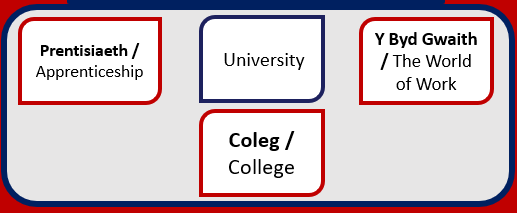 Prentisiaeth /
Apprenticeship
University
Y Byd Gwaith
/ The World
of Work
Coleg /
College